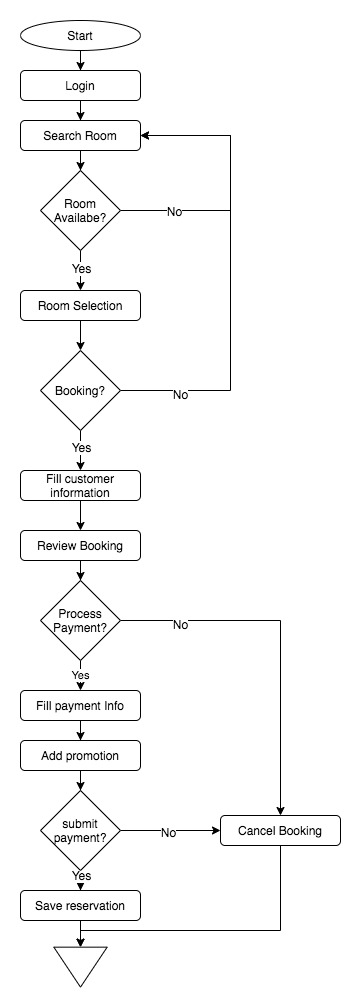 Start
Login
Search Room
Room
Availabe?
No
Yes
Room Selection
Booking?
No
Yes
Fill customer
information
Review Booking
Process
Payment?
No
Yes
Fill payment Info
Add promotion
submit
payment?
No
Cancel Booking
Yes
Save reservation